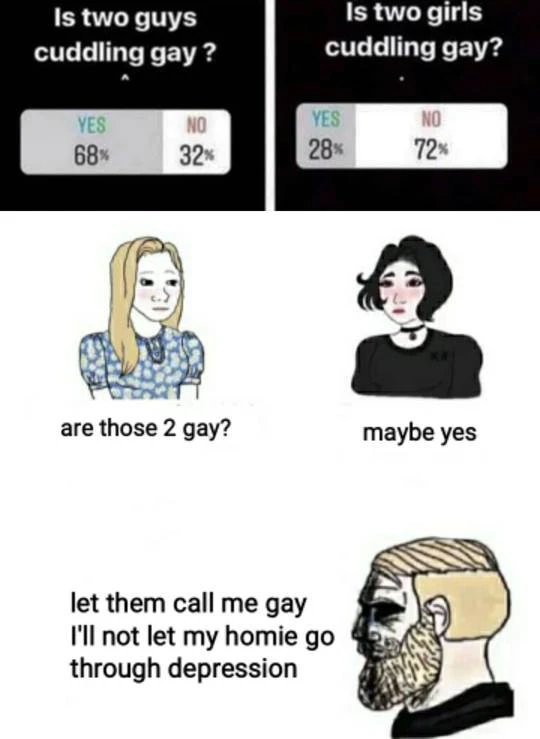 Is two guys
cuddling gay ?
YES
NO
68%
32%
Is two girls
cuddling gay?
YES
NO
28%
72%
are those 2 gay?
maybe yes
let them call me gay
I'll not let my homie go
through depression